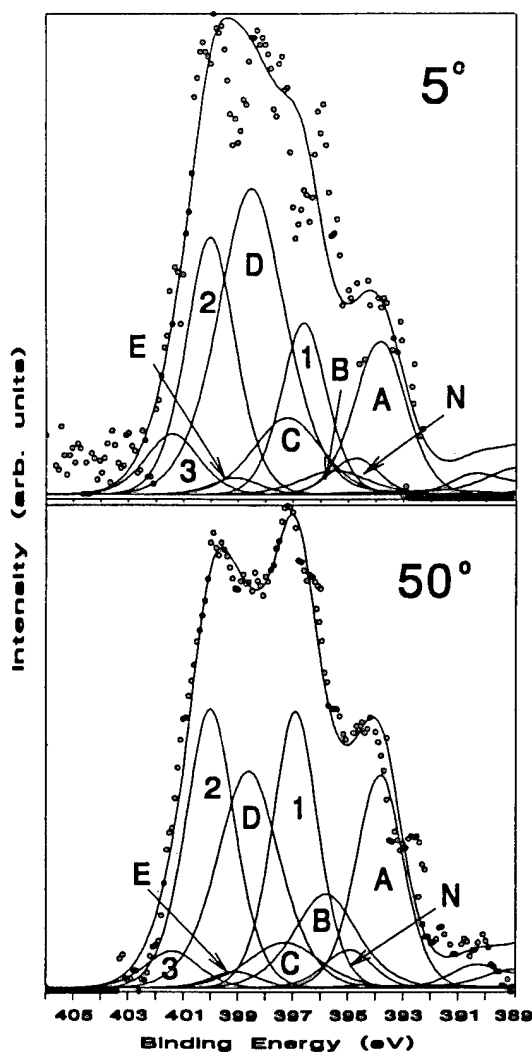 5°
2
D
E
1
B
A
N
C
3
Intensity (arb. units)
50°
2
D
1
E
A
N
B
3
C
405 403 401 399 397 395 393 391 389
Binding Energy (eV)